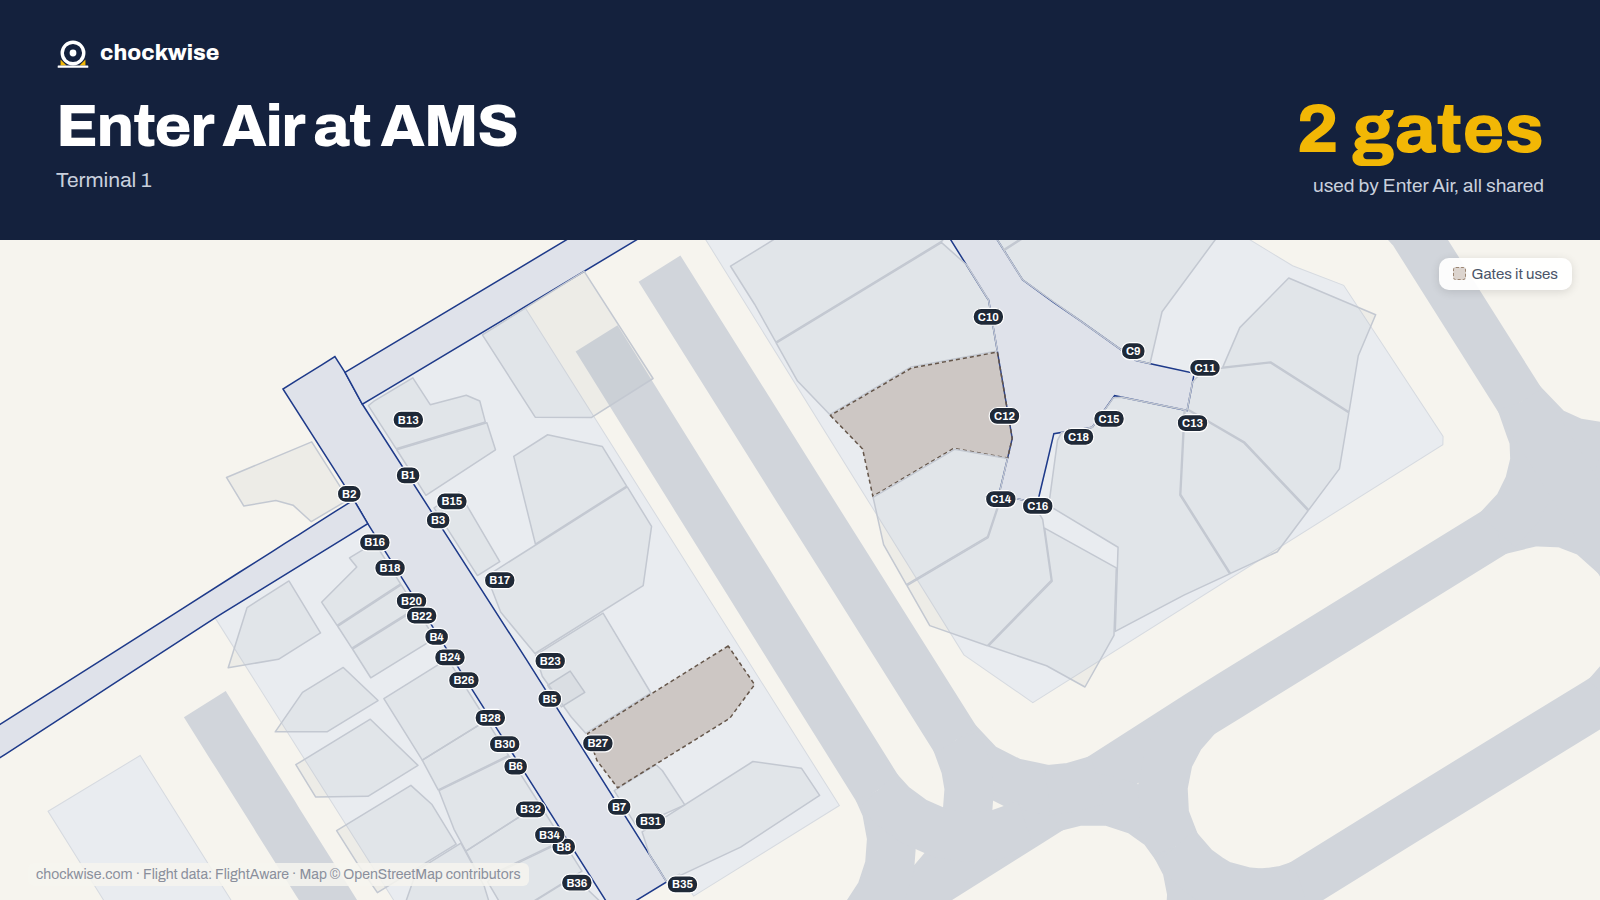 chockwise
Enter Air at AMS
Terminal 1
2 gates
used by Enter Air, all shared
Gates it uses
C10
C9
C11
C12
C15
C13
C18
C14
C16
B13
B1
B2
B15
B3
B16
B18
B17
B20
B22
B4
B24
B23
B26
B5
B28
B27
B30
B6
B32
B7
B31
B34
B8
B36
B35
chockwise.com · Flight data: FlightAware · Map © OpenStreetMap contributors